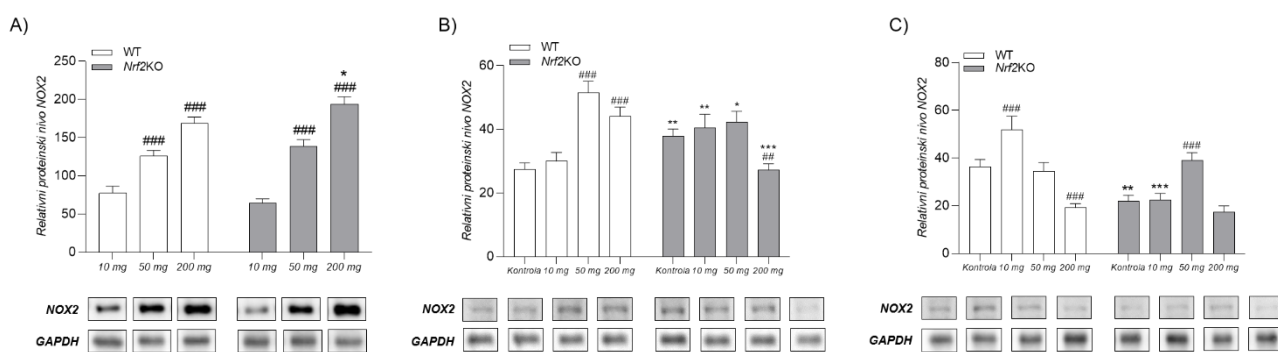 A)
WT
Nrf2KO
Relativni proteinski nivo NOX2
250
200
150
100
50
0
###
###
###
*
###
10 mg
50 mg
200 mg
10 mg
50 mg
200 mg
NOX2
GAPDH
B)
WT
Nrf2KO
Relativni proteinski nivo NOX2
60
40
20
0
###
###
**
**
*
***
##
Kontrola
10 mg
50 mg
200 mg
Kontrola
10 mg
50 mg
200 mg
NOX2
GAPDH
C)
WT
Nrf2KO
Relativni proteinski nivo NOX2
80
60
40
20
0
###
###
**
***
###
Kontrola
10 mg
50 mg
200 mg
Kontrola
10 mg
50 mg
200 mg
NOX2
GAPDH